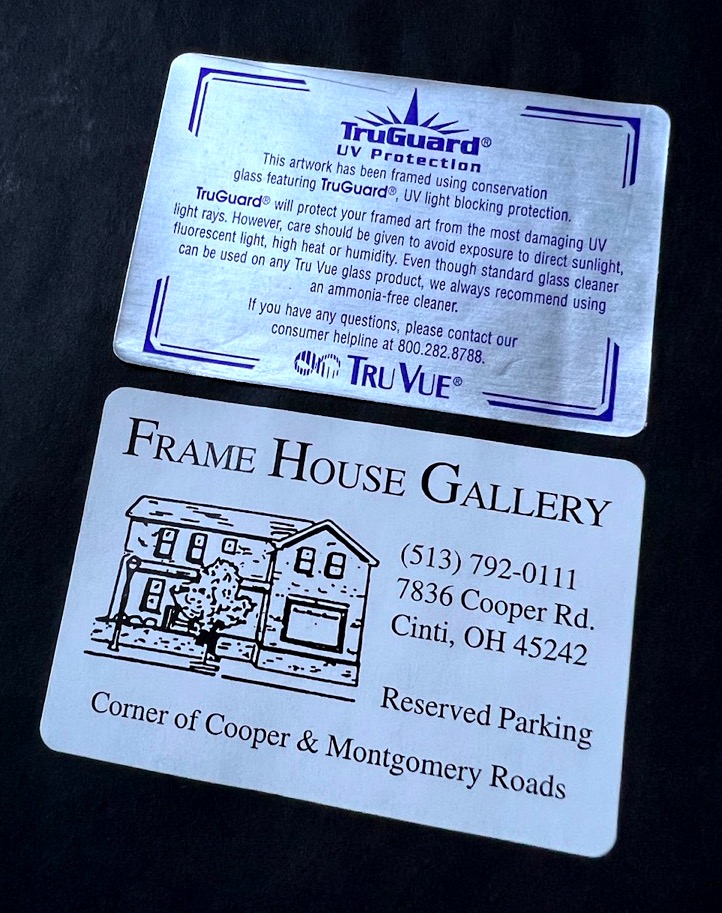 TruGuard®
UV Protection
This artwork has been framed using conservation
glass featuring TruGuard®, UV light blocking protection.
TruGuard® will protect your framed art from the most damaging UV
light rays. However, care should be given to avoid exposure to direct sunlight,
fluorescent light, high heat or humidity. Even though standard glass cleaner
can be used on any Tru Vue glass product, we always recommend using
an ammonia-free cleaner.
If you have any questions, please contact our
consumer helpline at 800.282.8788.
TRU VUE®
FRAME HOUSE GALLERY
(513) 792-0111
7836 Cooper Rd.
Cinti, OH 45242
Reserved Parking
Corner of Cooper & Montgomery Roads